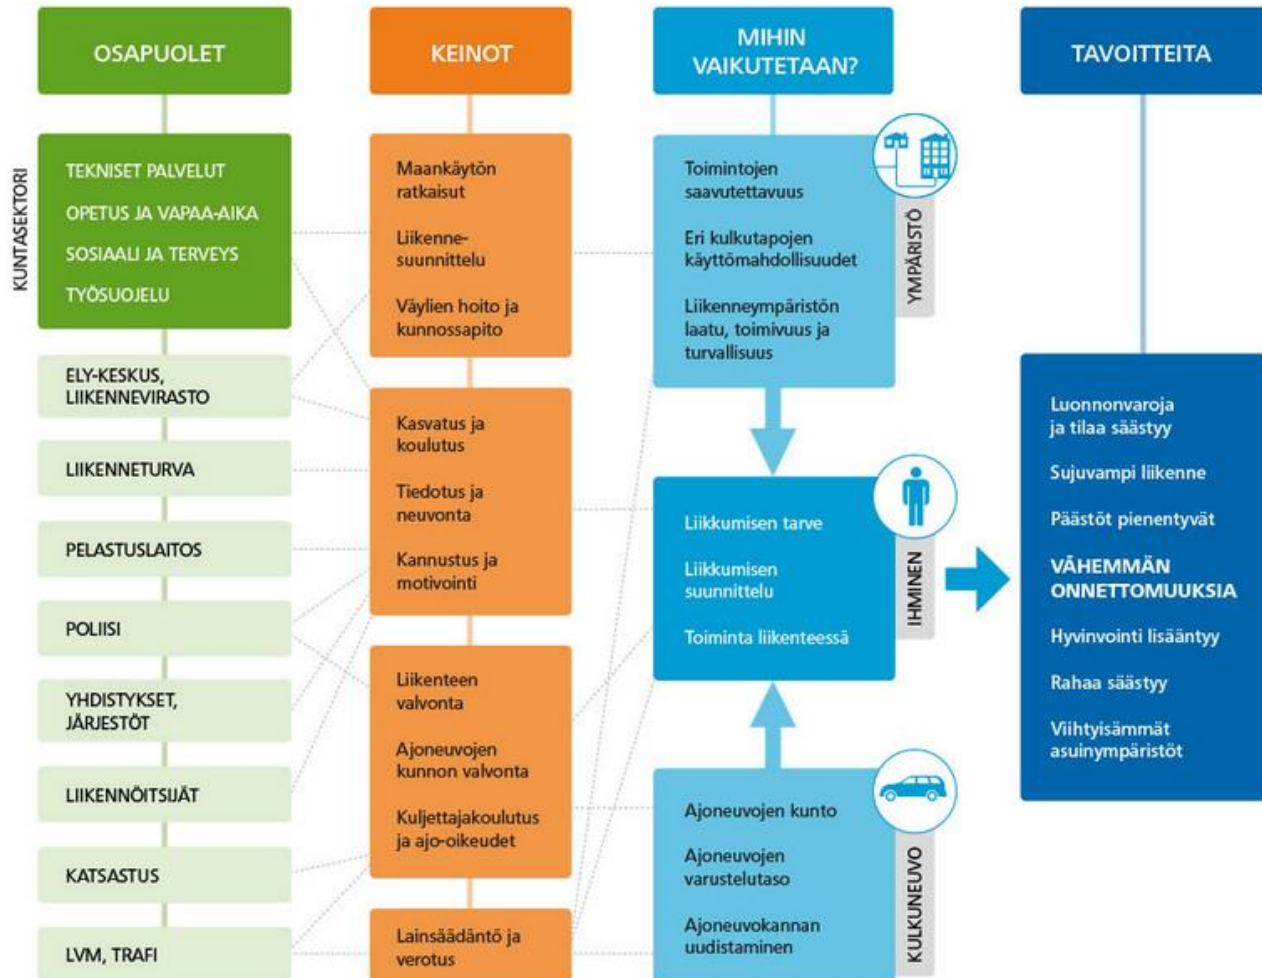 OSAPUOLET
KUNTASEKTORI
TEKNISET PALVELUT
OPETUS JA VAPAA-AIKA
SOSIAALI JA TERVEYS
TYÖSUOJELU
ELY-KESKUS,
LIIKENNEVIRASTO
LIIKENNETURVA
PELASTUSLAITOS
POLIISI
YHDISTYKSET,
JÄRJESTÖT
LIIKENNÖITSIJÄT
KATSASTUS
LVM, TRAFI
KEINOT
Maankäytön
ratkaisut
Liikenne-
suunnittelu
Väylien hoito ja
kunnossapito
Kasvatus ja
koulutus
Tiedotus ja
neuvonta
Kannustus ja
motivointi
Liikenteen
valvonta
Ajoneuvojen
kunnon valvonta
Kuljettajakoulutus
ja ajo-oikeudet
Lainsäädäntö ja
verotus
MIHIN
VAIKUTETAAN?
Toimintojen
saavutettavuus
Eri kulkutapojen
käyttömahdollisuudet
Liikenneympäristön
laatu, toimivuus ja
turvallisuus
YMPÄRISTÖ
Liikkumisen tarve
Liikkumisen
suunnittelu
Toiminta liikenteessä
IHMINEN
Ajoneuvojen kunto
Ajoneuvojen
varustelutaso
Ajoneuvokannan
uudistaminen
KULKUNEUVO
TAVOITTEITA
Luonnonvaroja
ja tilaa säästyy
Sujuvampi liikenne
Päästöt pienentyvät
VÄHEMMÄN
ONNETTOMUUKSIA
Hyvinvointi lisääntyy
Rahaa säästyy
Viihtyisämmät
asuinympäristöt